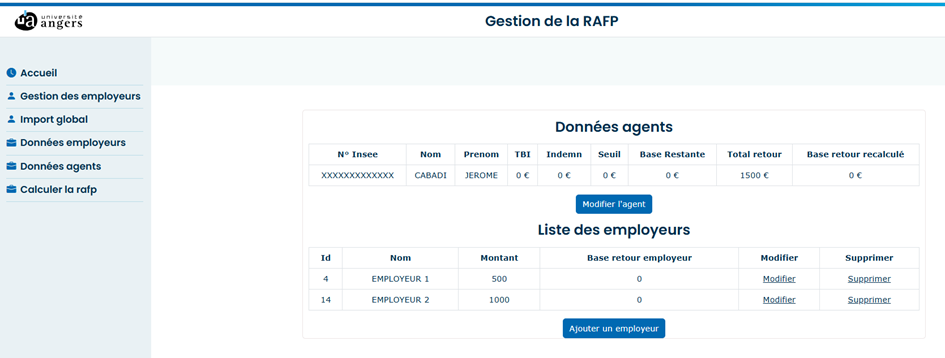 université
angers
Gestion de la RAFP
Accueil
Gestion des employeurs
Import global
Données employeurs
Données agents
Calculer la rafp
Données agents
N° Insee Nom Prenom TBI Indemn Seuil Base Restante Total retour Base retour recalculé
XXXXXXXXXXXXX CABADI JEROME 0 € 0 € 0 € 0 € 1500 € 0 €
Modifier l'agent
Liste des employeurs
Id Nom Montant Base retour employeur Modifier Supprimer
4 EMPLOYEUR 1 500 0 Modifier Supprimer
14 EMPLOYEUR 2 1000 0 Modifier Supprimer
Ajouter un employeur